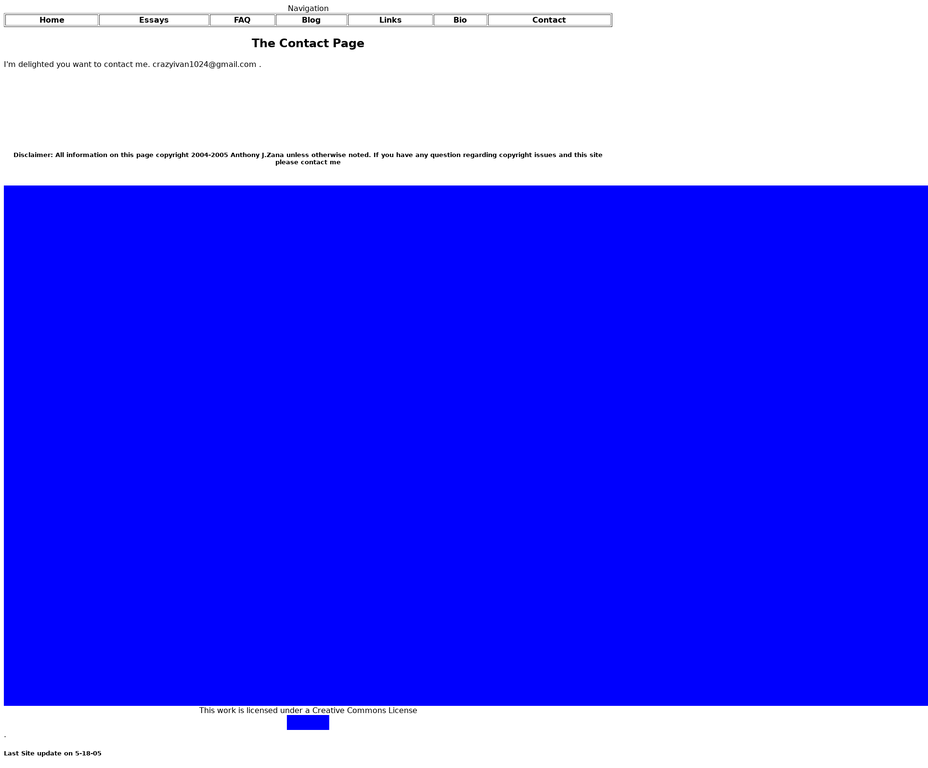 Navigation
Home Essays FAQ Blog Links Bio Contact
The Contact Page
I'm delighted you want to contact me. crazyivan1024@gmail.com .
Disclaimer: All information on this page copyright 2004-2005 Anthony J.Zana unless otherwise noted. If you have any question regarding copyright issues and this site
please contact me
This work is licensed under a Creative Commons License
.
Last Site update on 5-18-05